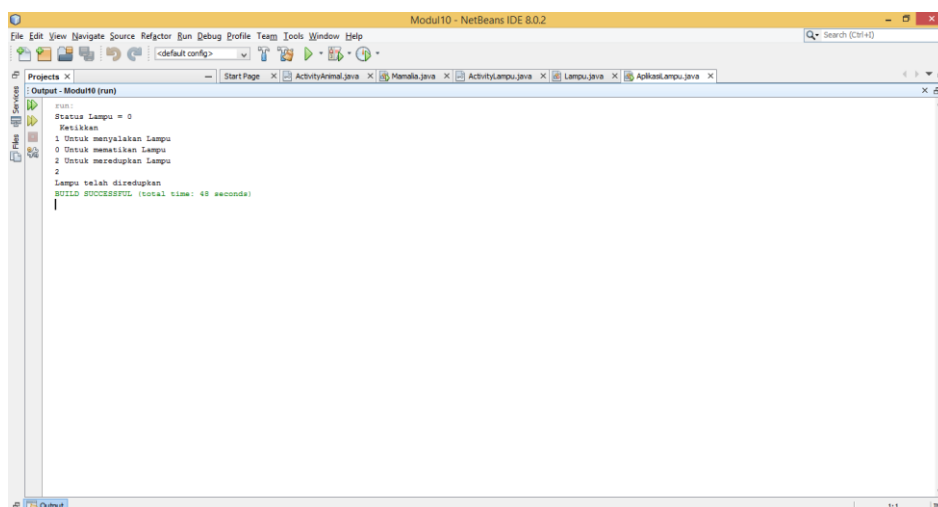 Modul10 - NetBeans IDE 8.0.2
File Edit View Navigate Source Refactor Run Debug Profile Team Tools Window Help
Search (Ctrl+I)
<default config>
Projects
Start Page ActivityAnimal.java Mamalia.java ActivityLampu.java Lampu.java AplikasiLampu.java
Services
Files
Output - Modul10 (run)
run:
Status Lampu = 0
Ketikkan
1 Untuk menyalakan Lampu
0 Untuk mematikan Lampu
2 Untuk meredupkan Lampu
2
Lampu telah diredupkan
BUILD SUCCESSFUL (total time: 48 seconds)
Output
1:1